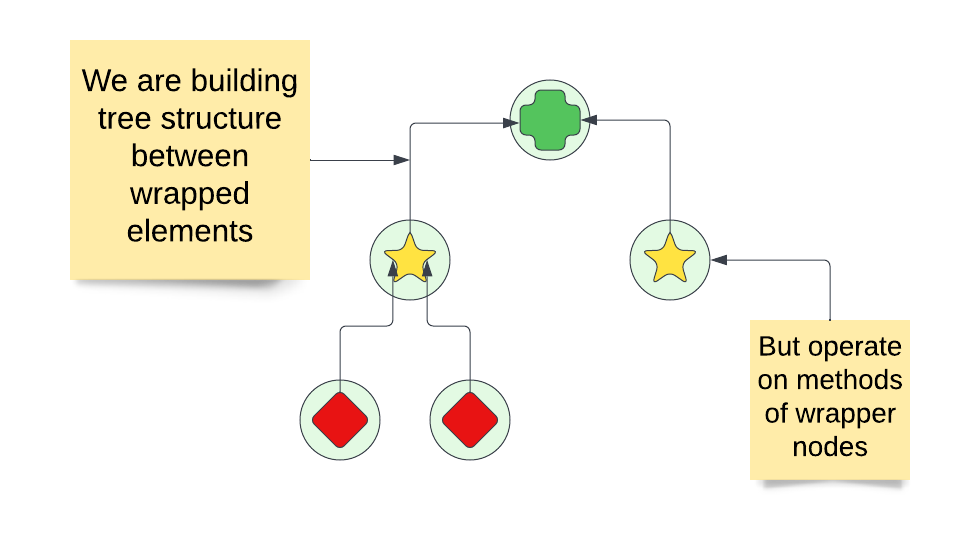 We are building
tree structure
between
wrapped
elements
But operate
on methods
of wrapper
nodes